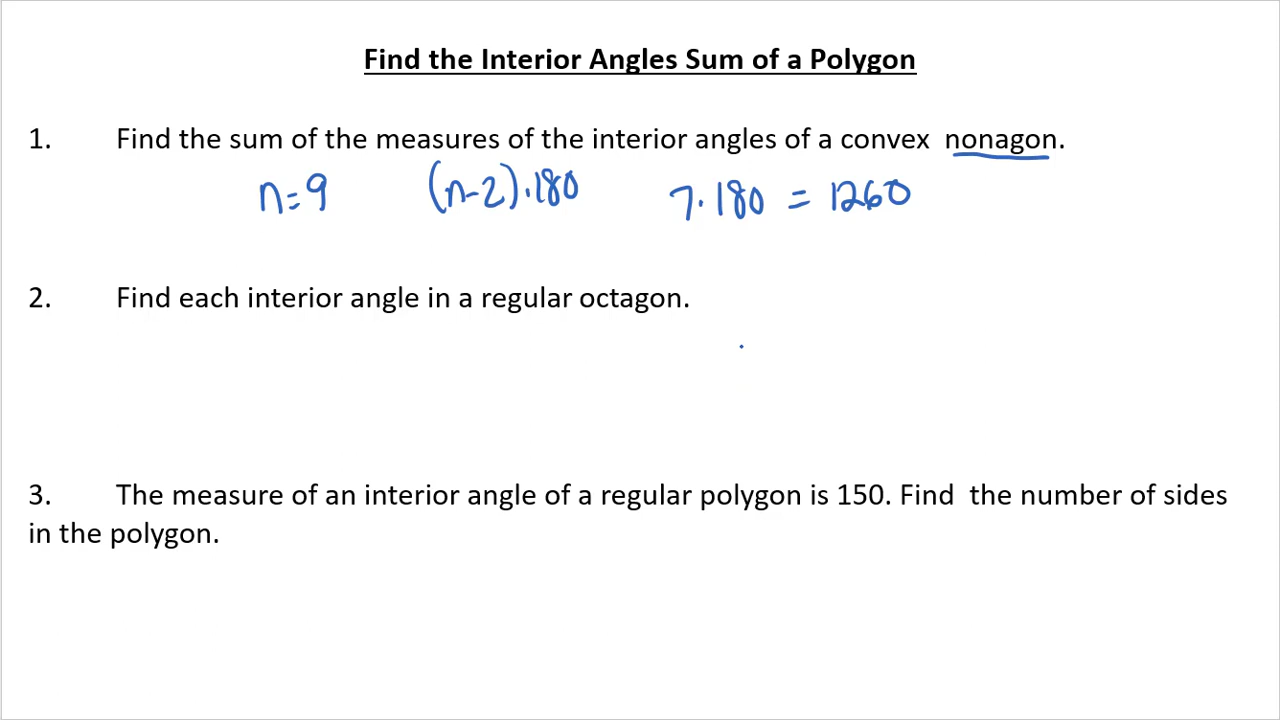 Find the Interior Angles Sum of a Polygon
1. Find the sum of the measures of the interior angles of a convex nonagon.
n=9 (n-2)·180 7·180 = 1260
2. Find each interior angle in a regular octagon.
3. The measure of an interior angle of a regular polygon is 150. Find the number of sides
in the polygon.